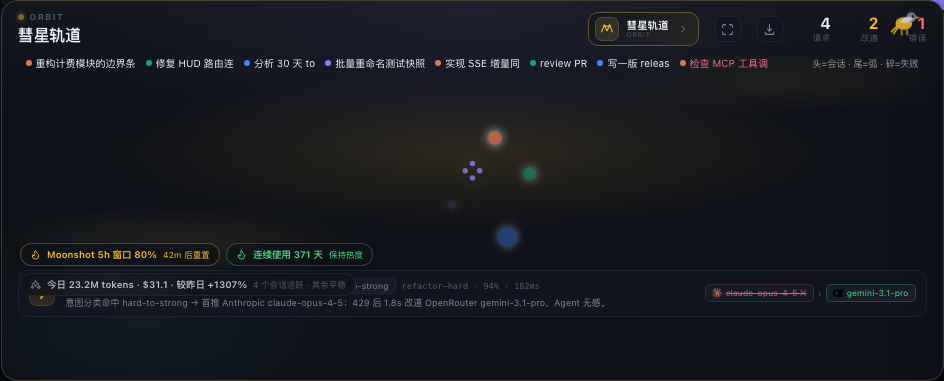 ORBIT
彗星轨道
彗星轨道
ORBIT
4
请求
2
改道
1
错误
重构计费模块的边界条
修复 HUD 路由连
分析 30 天 to
批量重命名测试快照
实现 SSE 增量同
review PR
写一版 releas
检查 MCP 工具调
头=会话 · 尾=弧 · 碎=失败
Moonshot 5h 窗口 80% 42m 后重置
连续使用 371 天 保持热度
今日 23.2M tokens · $31.1 · 较昨日 +1307% 4 个会话活跃 · 其余平稳
-strong refactor-hard · 94% · 182ms
意图分类命中 hard-to-strong → 首推 Anthropic claude-opus-4-5；429 后 1.8s 改道 OpenRouter gemini-3.1-pro。Agent 无感。
claude-opus-4-5 ✕ › gemini-3.1-pro